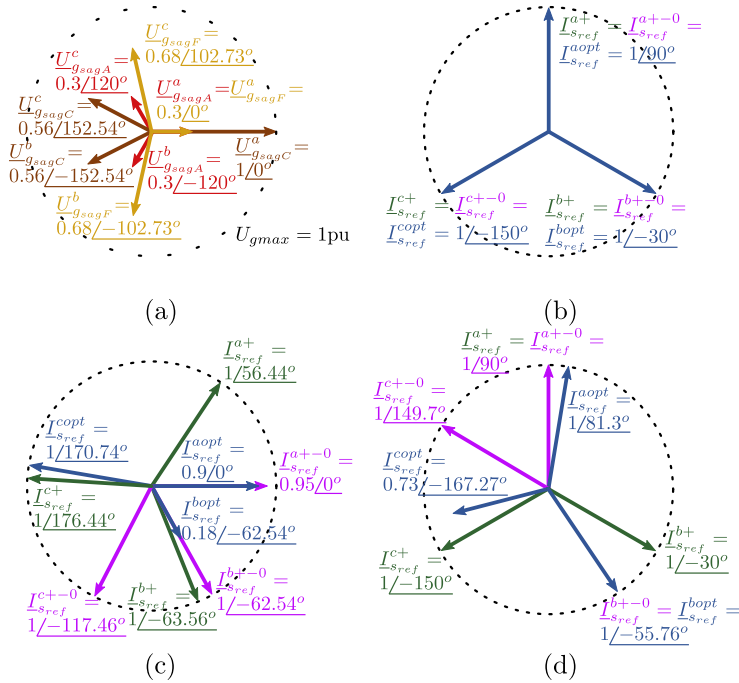 U^c_{g_{sagF}} =
0.68/102.73°
U^c_{g_{sagA}} =
0.3/120°
U^a_{g_{sagA}} = U^a_{g_{sagF}} =
0.3/0°
U^c_{g_{sagC}} =
0.56/152.54°
U^b_{g_{sagC}} =
0.56/−152.54°
U^b_{g_{sagA}} =
0.3/−120°
U^a_{g_{sagC}} =
1/0°
U^b_{g_{sagF}} =
0.68/−102.73°
U_{gmax} = 1pu
(a)
I^{a+}_{s_{ref}} = I^{a+−0}_{s_{ref}} =
I^{aopt}_{s_{ref}} = 1/90°
I^{c+}_{s_{ref}} = I^{c+−0}_{s_{ref}} =
I^{copt}_{s_{ref}} = 1/−150°
I^{b+}_{s_{ref}} = I^{b+−0}_{s_{ref}} =
I^{bopt}_{s_{ref}} = 1/−30°
(b)
I^{a+}_{s_{ref}} =
1/56.44°
I^{copt}_{s_{ref}} =
1/170.74°
I^{aopt}_{s_{ref}} =
0.9/0°
I^{a+−0}_{s_{ref}} =
0.95/0°
I^{c+}_{s_{ref}} =
1/176.44°
I^{bopt}_{s_{ref}} =
0.18/−62.54°
I^{c+−0}_{s_{ref}} =
1/−117.46°
I^{b+}_{s_{ref}} =
1/−63.56°
I^{b+−0}_{s_{ref}} =
1/−62.54°
(c)
I^{a+}_{s_{ref}} = I^{a+−0}_{s_{ref}} =
1/90°
I^{c+−0}_{s_{ref}} =
1/149.7°
I^{aopt}_{s_{ref}} =
1/81.3°
I^{copt}_{s_{ref}} =
0.73/−167.27°
I^{c+}_{s_{ref}} =
1/−150°
I^{b+}_{s_{ref}} =
1/−30°
I^{b+−0}_{s_{ref}} = I^{bopt}_{s_{ref}} =
1/−55.76°
(d)